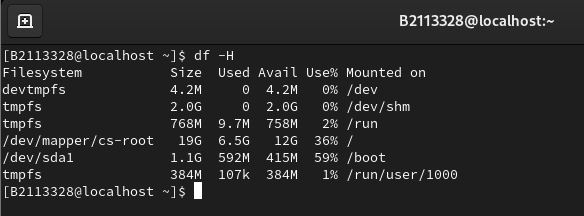 B2113328@localhost:~
[B2113328@localhost ~]$ df -H
Filesystem Size Used Avail Use% Mounted on
devtmpfs 4.2M 0 4.2M 0% /dev
tmpfs 2.0G 0 2.0G 0% /dev/shm
tmpfs 768M 9.7M 758M 2% /run
/dev/mapper/cs-root 19G 6.5G 12G 36% /
/dev/sda1 1.1G 592M 415M 59% /boot
tmpfs 384M 107k 384M 1% /run/user/1000
[B2113328@localhost ~]$